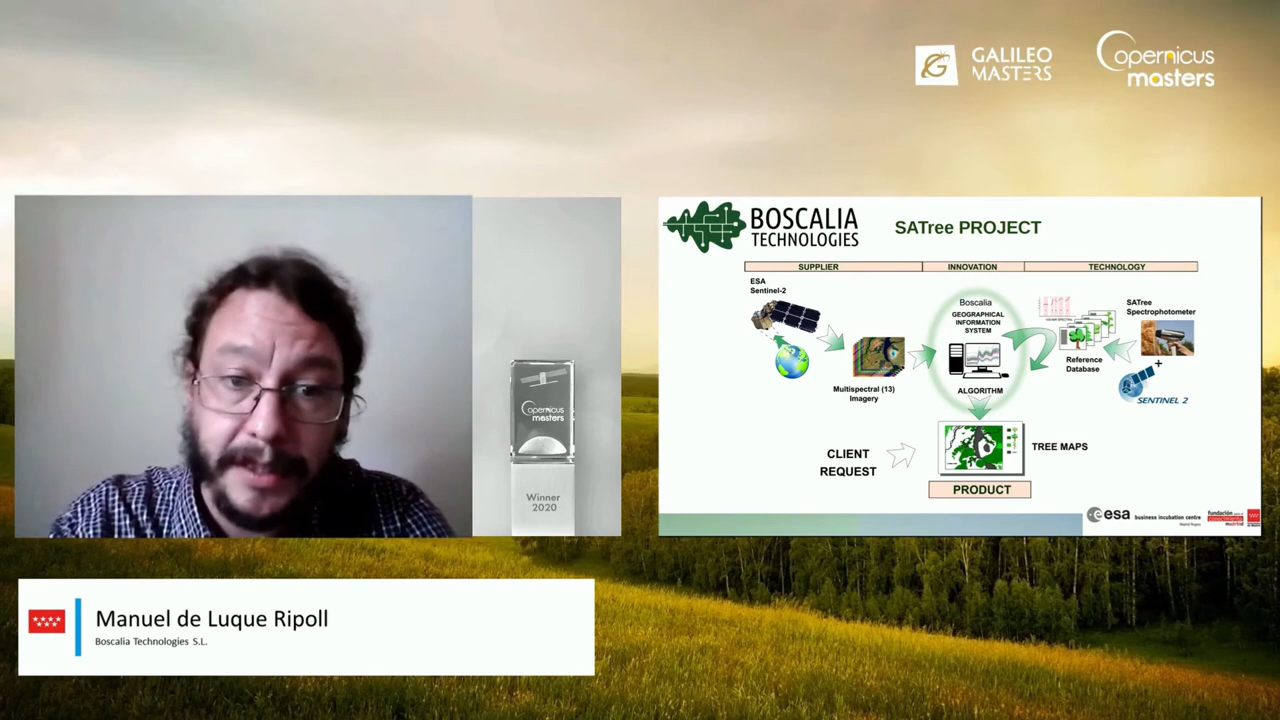 GALILEO
MASTERS
Copernicus
masters
BOSCALIA
TECHNOLOGIES
SATree PROJECT
SUPPLIER
INNOVATION
TECHNOLOGY
ESA
Sentinel-2
Multispectral (13)
Imagery
Boscalia
GEOGRAPHICAL
INFORMATION
SYSTEM
ALGORITHM
Reference
Database
SATree
Spectrophotometer
+
SENTINEL 2
CLIENT
REQUEST
TREE MAPS
PRODUCT
esa
business incubation centre
Copernicus
masters
Winner
2020
Manuel de Luque Ripoll
Boscalia Technologies S.L.